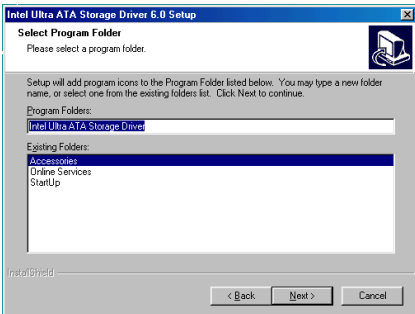 Intel Ultra ATA Storage Driver 6.0 Setup
Select Program Folder
Please select a program folder.
Setup will add program icons to the Program Folder listed below. You may type a new folder
name, or select one from the existing folders list. Click Next to continue.
Program Folders:
Intel Ultra ATA Storage Driver
Existing Folders:
Accessories
Online Services
StartUp
InstallShield
< Back
Next >
Cancel